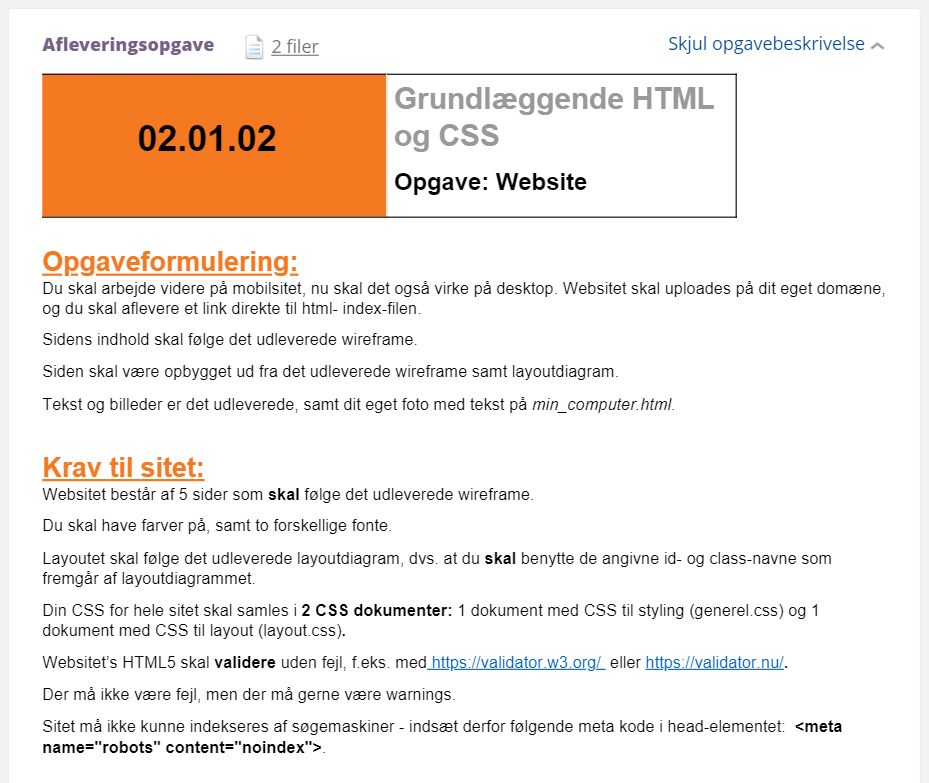 Afleveringsopgave
2 filer
Skjul opgavebeskrivelse
02.01.02
Grundlæggende HTML
og CSS
Opgave: Website
Opgaveformulering:
Du skal arbejde videre på mobilsitet, nu skal det også virke på desktop. Websitet skal uploades på dit eget domæne,
og du skal aflevere et link direkte til html- index-filen.
Sidens indhold skal følge det udleverede wireframe.
Siden skal være opbygget ud fra det udleverede wireframe samt layoutdiagram.
Tekst og billeder er det udleverede, samt dit eget foto med tekst på min_computer.html.
Krav til sitet:
Websitet består af 5 sider som skal følge det udleverede wireframe.
Du skal have farver på, samt to forskellige fonte.
Layoutet skal følge det udleverede layoutdiagram, dvs. at du skal benytte de angivne id- og class-navne som
fremgår af layoutdiagrammet.
Din CSS for hele sitet skal samles i 2 CSS dokumenter: 1 dokument med CSS til styling (generel.css) og 1
dokument med CSS til layout (layout.css).
Websitet’s HTML5 skal validere uden fejl, f.eks. med https://validator.w3.org/ eller https://validator.nu/.
Der må ikke være fejl, men der må gerne være warnings.
Sitet må ikke kunne indekseres af søgemaskiner - indsæt derfor følgende meta kode i head-elementet: <meta
name="robots" content="noindex">.